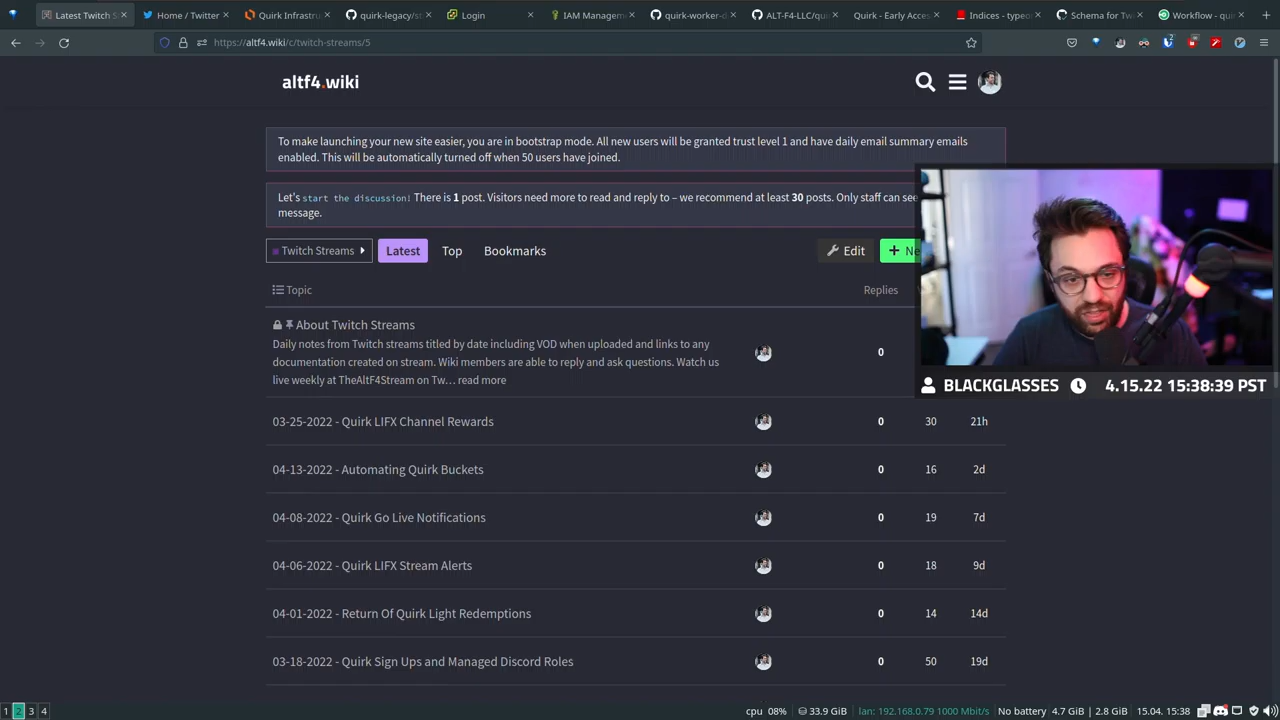 Latest Twitch S
Home / Twitter
Quirk Infrastru
quirk-legacy/st
Login
IAM Managem
quirk-worker-d
ALT-F4-LLC/qui
Quirk - Early Acces
Indices - typeo
Schema for Tw
Workflow - qui
https://altf4.wiki/c/twitch-streams/5
altf4.wiki
To make launching your new site easier, you are in bootstrap mode. All new users will be granted trust level 1 and have daily email summary emails
enabled. This will be automatically turned off when 50 users have joined.
Let's start the discussion! There is 1 post. Visitors need more to read and reply to – we recommend at least 30 posts. Only staff can see
message.
Twitch Streams
Latest
Top
Bookmarks
Edit
+ Ne
Topic
Replies
About Twitch Streams
Daily notes from Twitch streams titled by date including VOD when uploaded and links to any
documentation created on stream. Wiki members are able to reply and ask questions. Watch us
live weekly at TheAltF4Stream on Tw… read more
0
BLACKGLASSES 4.15.22 15:38:39 PST
03-25-2022 - Quirk LIFX Channel Rewards 0 30 21h
04-13-2022 - Automating Quirk Buckets 0 16 2d
04-08-2022 - Quirk Go Live Notifications 0 19 7d
04-06-2022 - Quirk LIFX Stream Alerts 0 18 9d
04-01-2022 - Return Of Quirk Light Redemptions 0 14 14d
03-18-2022 - Quirk Sign Ups and Managed Discord Roles 0 50 19d
1 2 3 4
cpu 08% 33.9 GiB lan: 192.168.0.79 1000 Mbit/s No battery 4.7 GiB | 2.8 GiB 15.04. 15:38